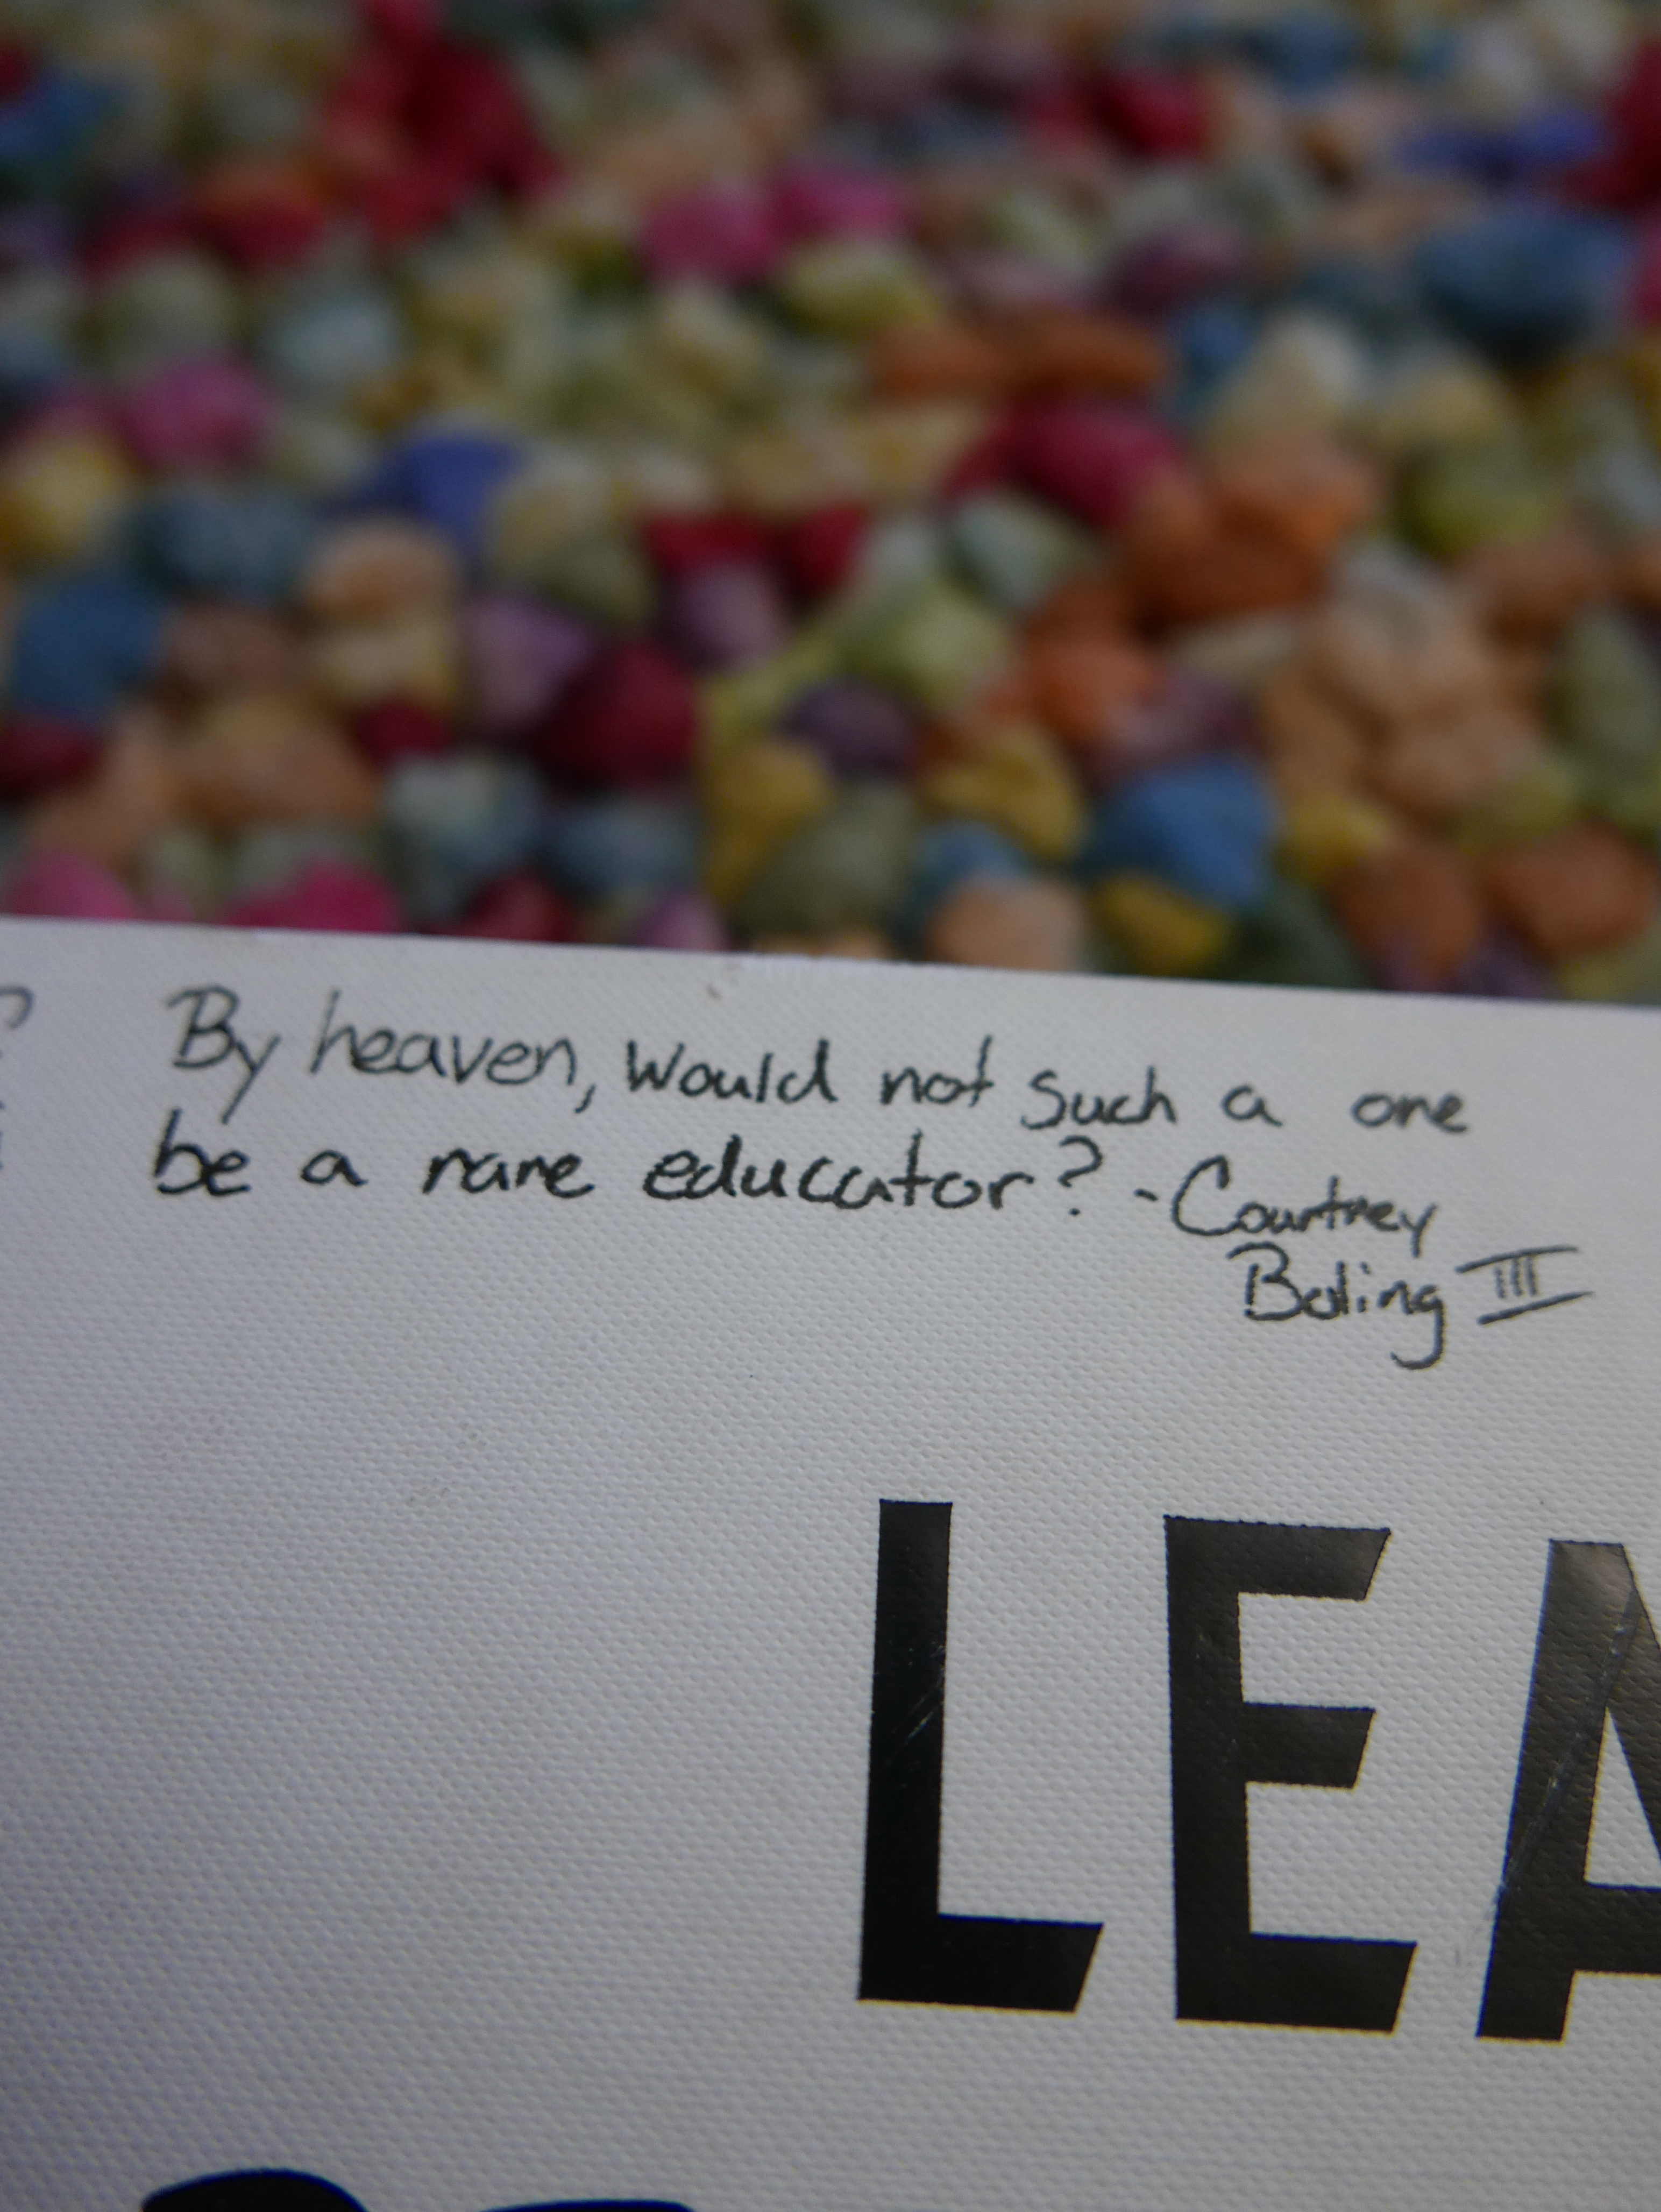 By heaven, Would not such a one
be a rare educator? - Courtney
Boling III
LEA